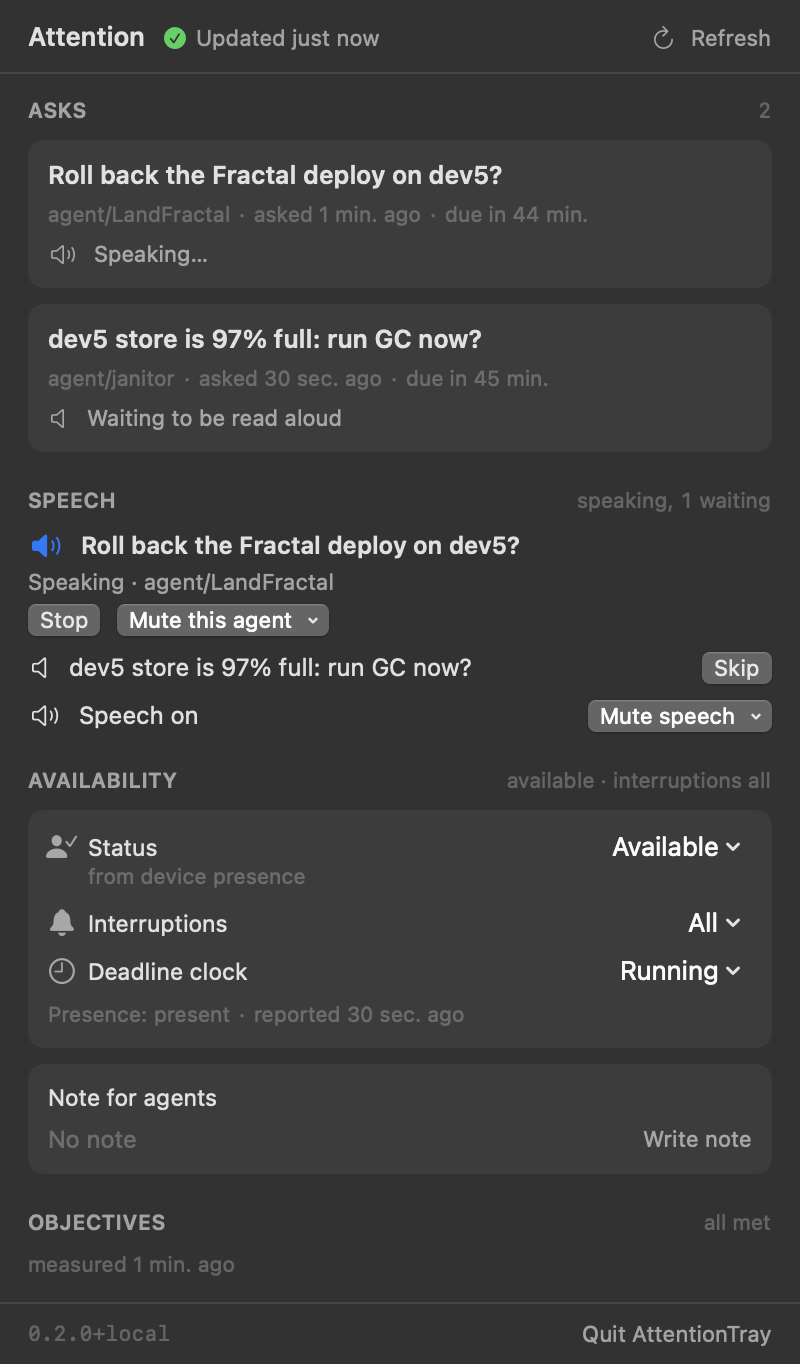 Attention Updated just now Refresh
ASKS 2
Roll back the Fractal deploy on dev5?
agent/LandFractal · asked 1 min. ago · due in 44 min.
Speaking...
dev5 store is 97% full: run GC now?
agent/janitor · asked 30 sec. ago · due in 45 min.
Waiting to be read aloud
SPEECH speaking, 1 waiting
Roll back the Fractal deploy on dev5?
Speaking · agent/LandFractal
Stop Mute this agent
dev5 store is 97% full: run GC now? Skip
Speech on Mute speech
AVAILABILITY available · interruptions all
Status Available
from device presence
Interruptions All
Deadline clock Running
Presence: present · reported 30 sec. ago
Note for agents
No note Write note
OBJECTIVES all met
measured 1 min. ago
0.2.0+local Quit AttentionTray